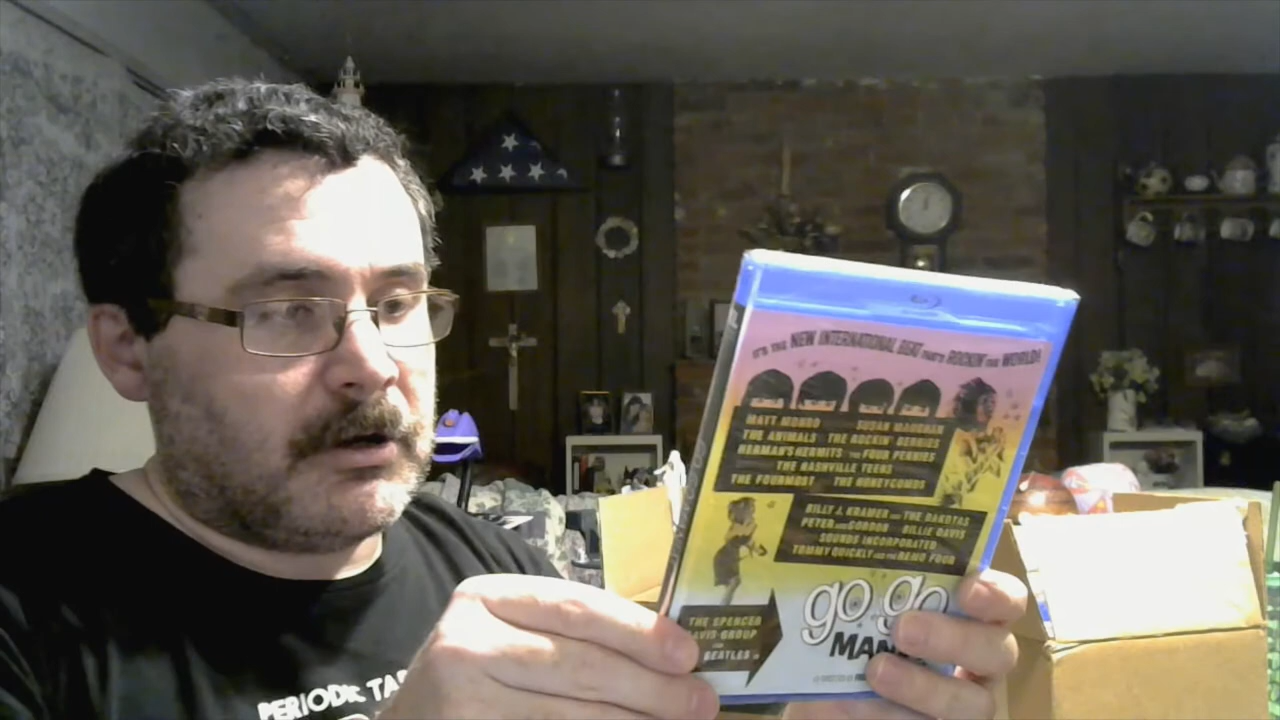 IT'S THE NEW INTERNATIONAL BEAT THAT'S ROCKIN' THE WORLD!
MATT MONRO SUSAN MAUGHAN
THE ANIMALS THE ROCKIN' BERRIES
HERMAN'S HERMITS THE FOUR PENNIES
THE NASHVILLE TEENS
THE FOURMOST THE HONEYCOMBS
BILLY J. KRAMER AND THE DAKOTAS
PETER AND GORDON BILLIE DAVIS
SOUNDS INCORPORATED
TOMMY QUICKLY AND THE REMO FOUR
THE SPENCER
DAVIS GROUP
BEATLES
go go
MAN
PERIODIC TA